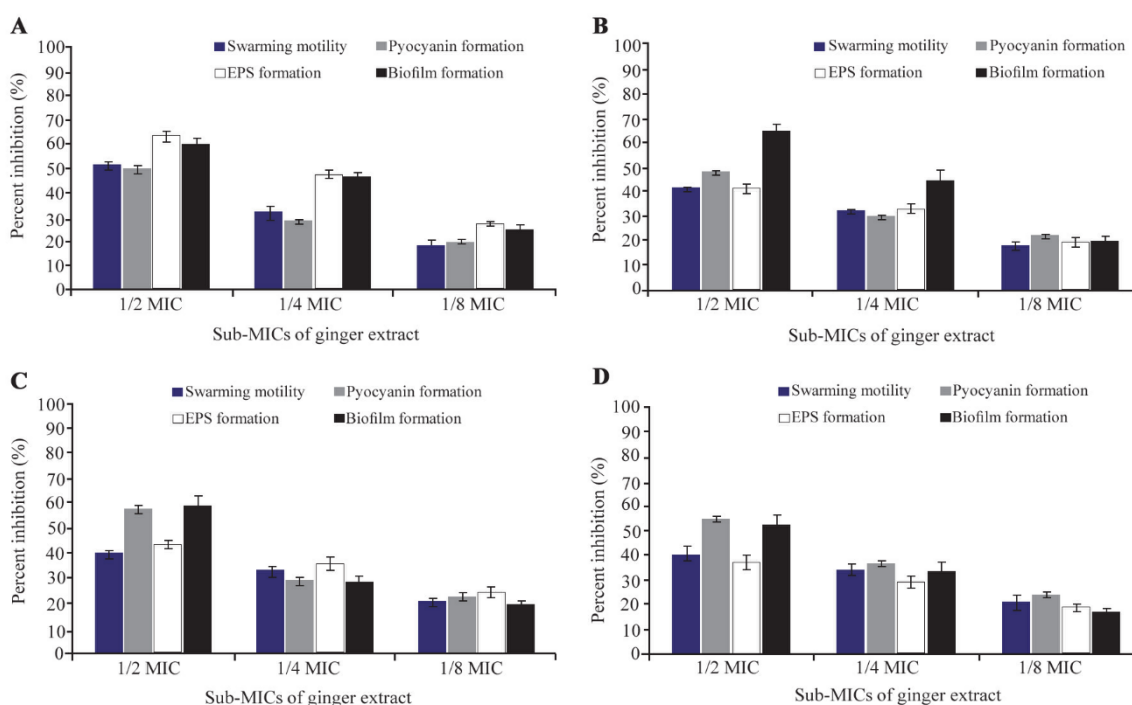 A
Swarming motility Pyocyanin formation
EPS formation Biofilm formation
Percent inhibition (%)
100
90
80
70
60
50
40
30
20
10
0
1/2 MIC 1/4 MIC 1/8 MIC
Sub-MICs of ginger extract
B
Swarming motility Pyocyanin formation
EPS formation Biofilm formation
Percent inhibition (%)
100
90
80
70
60
50
40
30
20
10
0
1/2 MIC 1/4 MIC 1/8 MIC
Sub-MICs of ginger extract
C
Swarming motility Pyocyanin formation
EPS formation Biofilm formation
Percent inhibition (%)
100
90
80
70
60
50
40
30
20
10
0
1/2 MIC 1/4 MIC 1/8 MIC
Sub-MICs of ginger extract
D
Swarming motility Pyocyanin formation
EPS formation Biofilm formation
Percent inhibition (%)
100
90
80
70
60
50
40
30
20
10
0
1/2 MIC 1/4 MIC 1/8 MIC
Sub-MICs of ginger extract